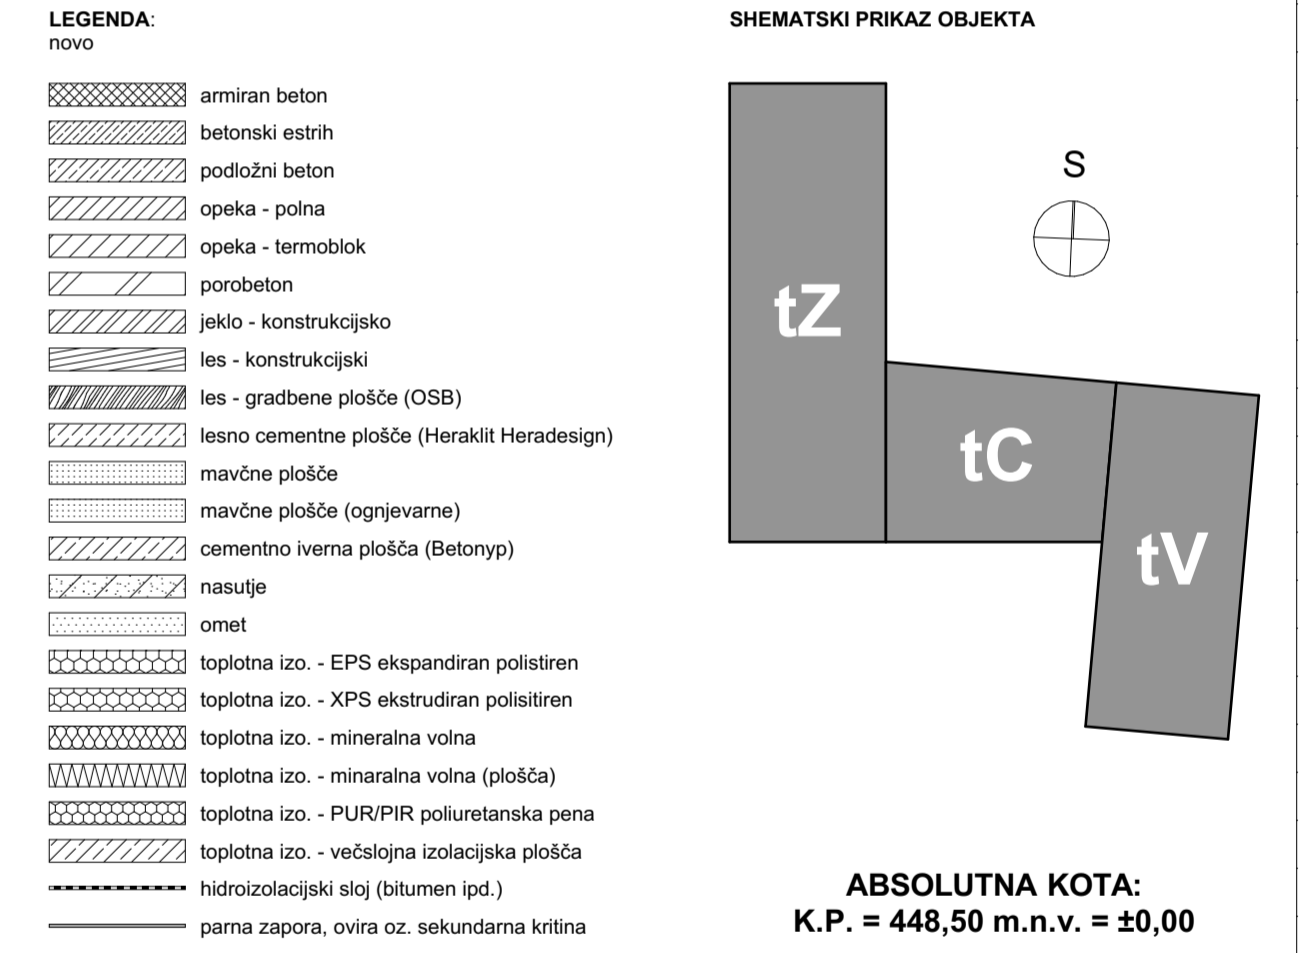 LEGENDA:
novo
armiran beton
betonski estrih
podložni beton
opeka - polna
opeka - termoblok
porobeton
jeklo - konstrukcijsko
les - konstrukcijski
les - gradbene plošče (OSB)
lesno cementne plošče (Heraklit Heradesign)
mavčne plošče
mavčne plošče (ognjevarne)
cementno iverna plošča (Betonyp)
nasutje
omet
toplotna izo. - EPS ekspandiran polistiren
toplotna izo. - XPS ekstrudiran polisitiren
toplotna izo. - mineralna volna
toplotna izo. - minaralna volna (plošča)
toplotna izo. - PUR/PIR poliuretanska pena
toplotna izo. - večslojna izolacijska plošča
hidroizolacijski sloj (bitumen ipd.)
parna zapora, ovira oz. sekundarna kritina
SHEMATSKI PRIKAZ OBJEKTA
S
tZ
tC
tV
ABSOLUTNA KOTA:
K.P. = 448,50 m.n.v. = ±0,00